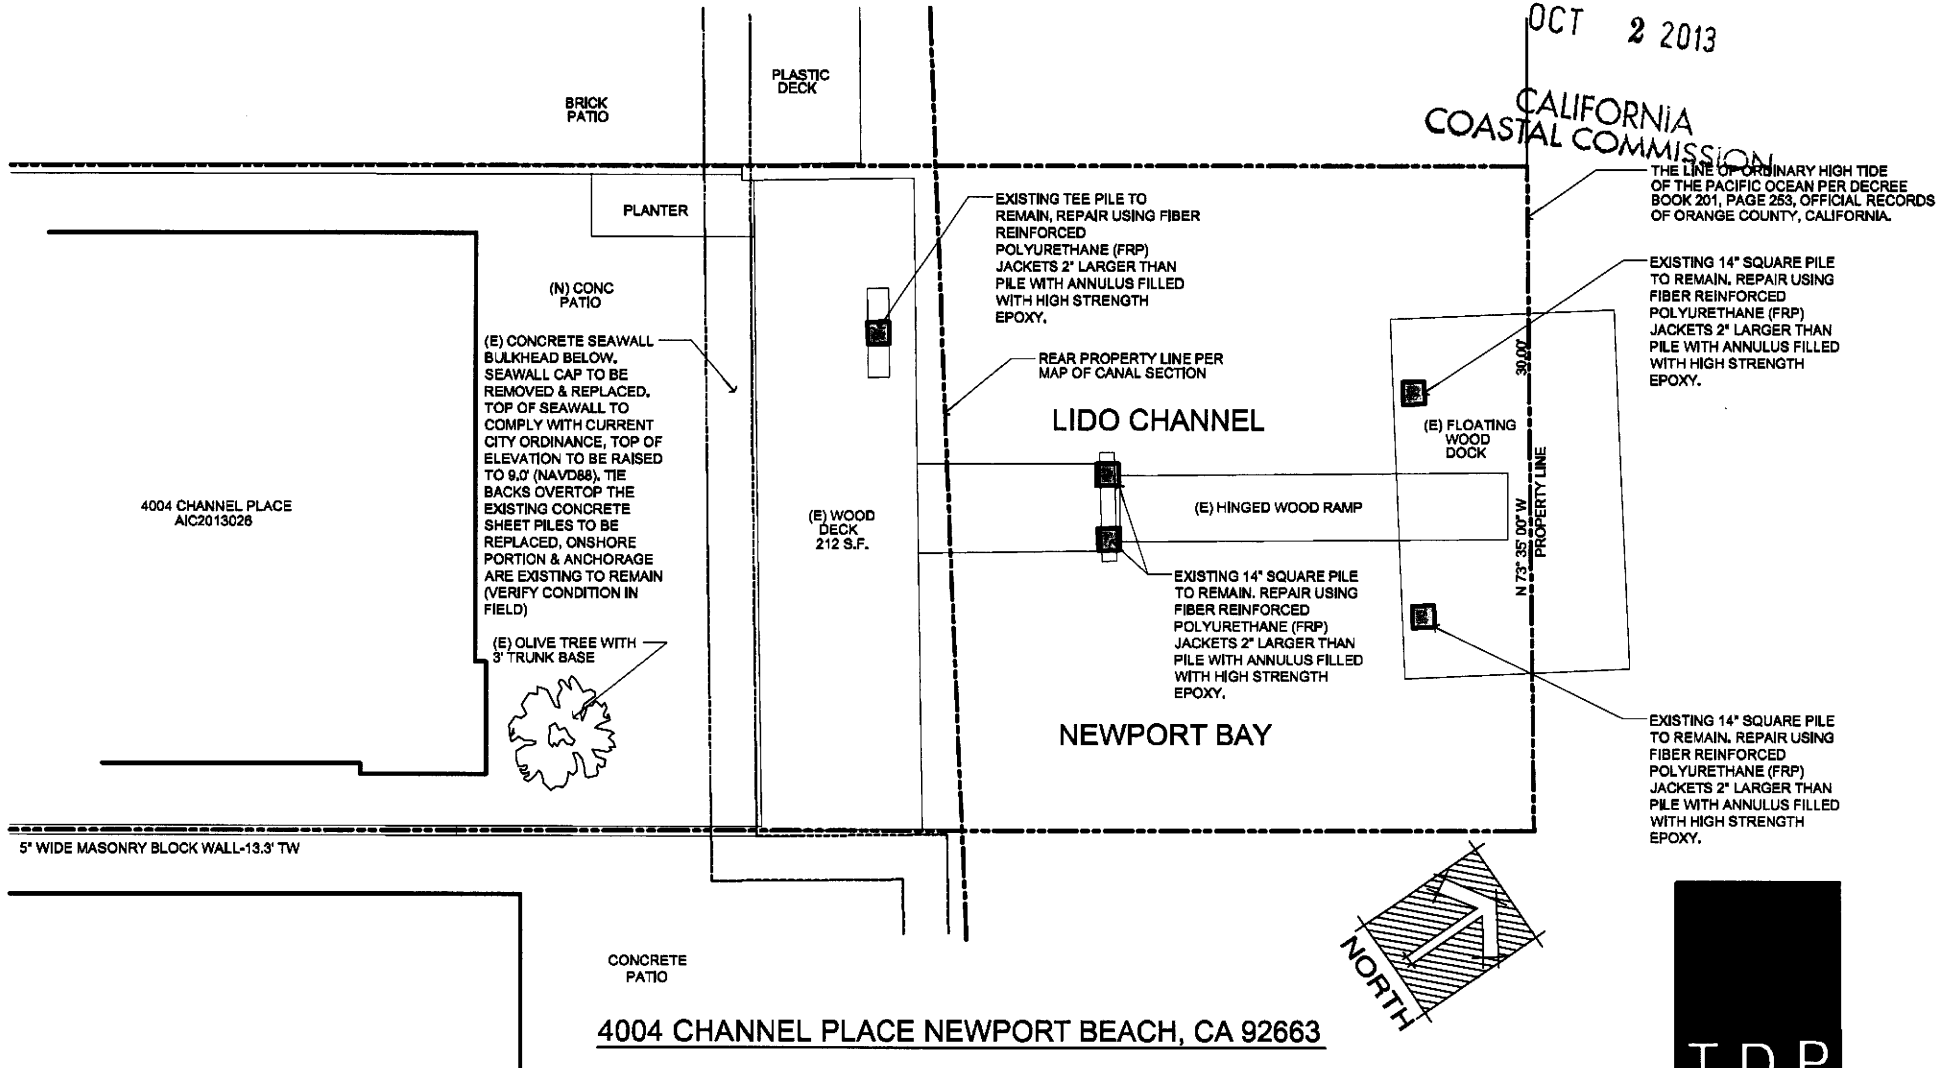 OCT 2 2013
CALIFORNIA
COASTAL COMMISSION
PLASTIC
DECK
BRICK
PATIO
THE LINE OF ORDINARY HIGH TIDE
OF THE PACIFIC OCEAN PER DECREE
BOOK 201, PAGE 253, OFFICIAL RECORDS
OF ORANGE COUNTY, CALIFORNIA.
PLANTER
EXISTING TEE PILE TO
REMAIN, REPAIR USING FIBER
REINFORCED
POLYURETHANE (FRP)
JACKETS 2" LARGER THAN
PILE WITH ANNULUS FILLED
WITH HIGH STRENGTH
EPOXY.
EXISTING 14" SQUARE PILE
TO REMAIN. REPAIR USING
FIBER REINFORCED
POLYURETHANE (FRP)
JACKETS 2" LARGER THAN
PILE WITH ANNULUS FILLED
WITH HIGH STRENGTH
EPOXY.
(N) CONC
PATIO
(E) CONCRETE SEAWALL
BULKHEAD BELOW.
SEAWALL CAP TO BE
REMOVED & REPLACED.
TOP OF SEAWALL TO
COMPLY WITH CURRENT
CITY ORDINANCE, TOP OF
ELEVATION TO BE RAISED
TO 9.0' (NAVD88). TIE
BACKS OVERTOP THE
EXISTING CONCRETE
SHEET PILES TO BE
REPLACED, ONSHORE
PORTION & ANCHORAGE
ARE EXISTING TO REMAIN
(VERIFY CONDITION IN
FIELD)
REAR PROPERTY LINE PER
MAP OF CANAL SECTION
LIDO CHANNEL
30.00'
(E) FLOATING
WOOD
DOCK
N 73° 35' 00" W
PROPERTY LINE
4004 CHANNEL PLACE
AIC2013026
(E) WOOD
DECK
212 S.F.
(E) HINGED WOOD RAMP
EXISTING 14" SQUARE PILE
TO REMAIN. REPAIR USING
FIBER REINFORCED
POLYURETHANE (FRP)
JACKETS 2" LARGER THAN
PILE WITH ANNULUS FILLED
WITH HIGH STRENGTH
EPOXY.
(E) OLIVE TREE WITH
3' TRUNK BASE
NEWPORT BAY
EXISTING 14" SQUARE PILE
TO REMAIN. REPAIR USING
FIBER REINFORCED
POLYURETHANE (FRP)
JACKETS 2" LARGER THAN
PILE WITH ANNULUS FILLED
WITH HIGH STRENGTH
EPOXY.
5" WIDE MASONRY BLOCK WALL-13.3' TW
CONCRETE
PATIO
NORTH
4004 CHANNEL PLACE NEWPORT BEACH, CA 92663
TDP